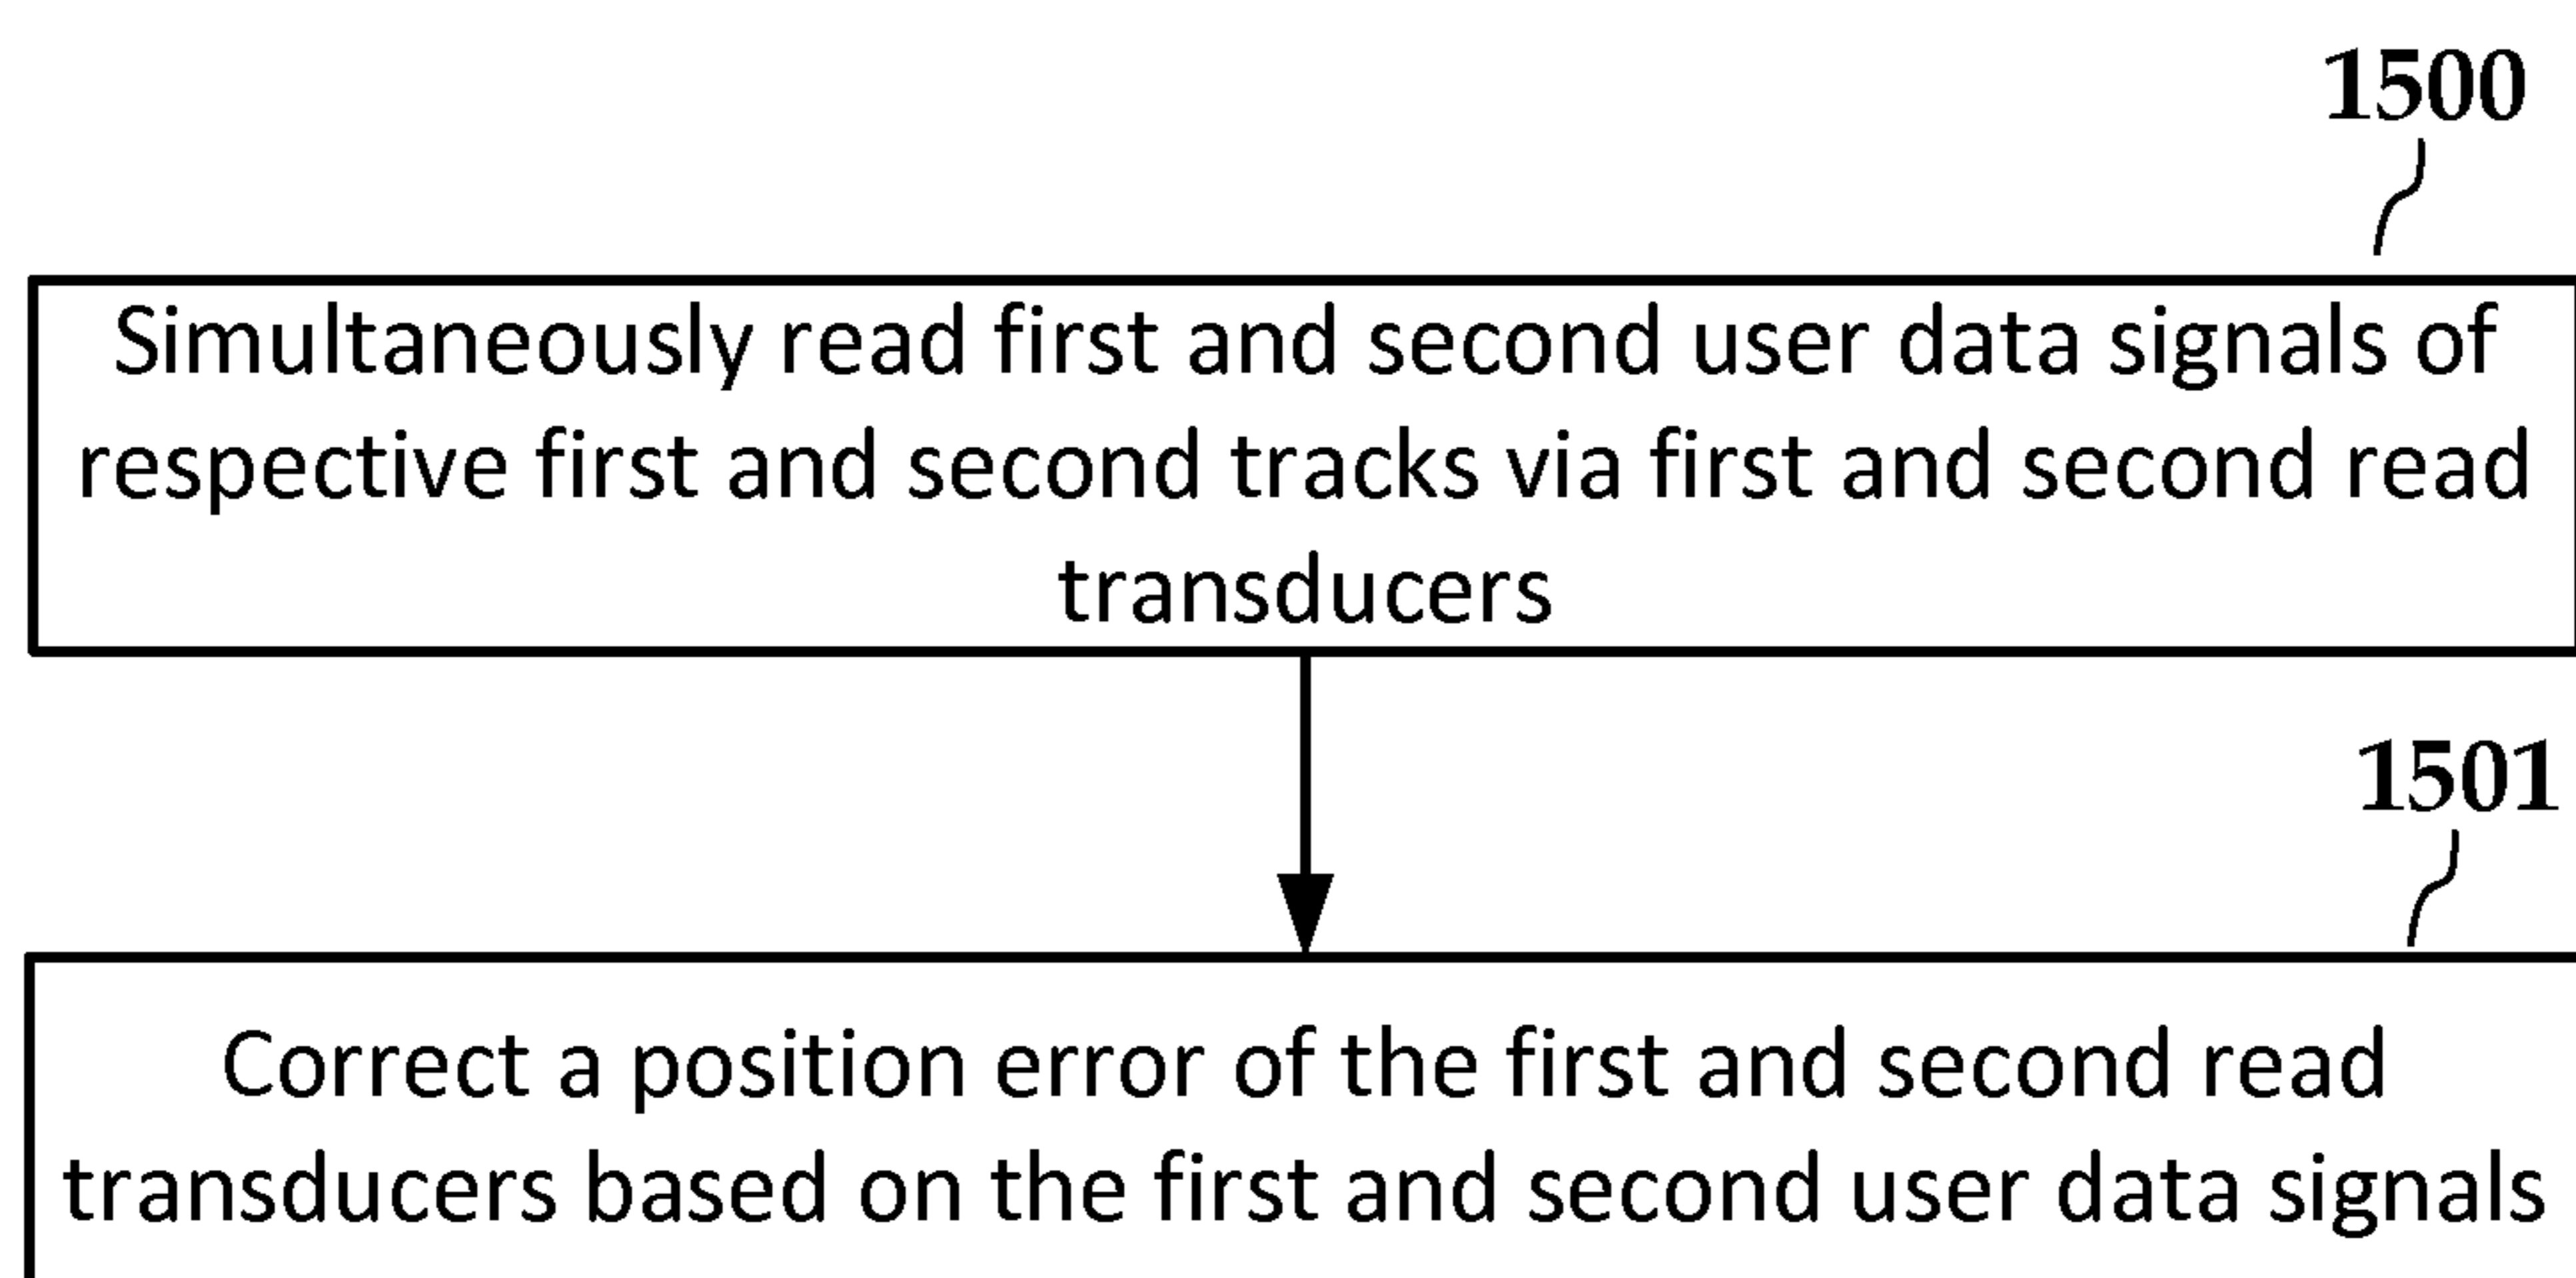 1500
Simultaneously read first and second user data signals of
respective first and second tracks via first and second read
transducers
1501
Correct a position error of the first and second read
transducers based on the first and second user data signals